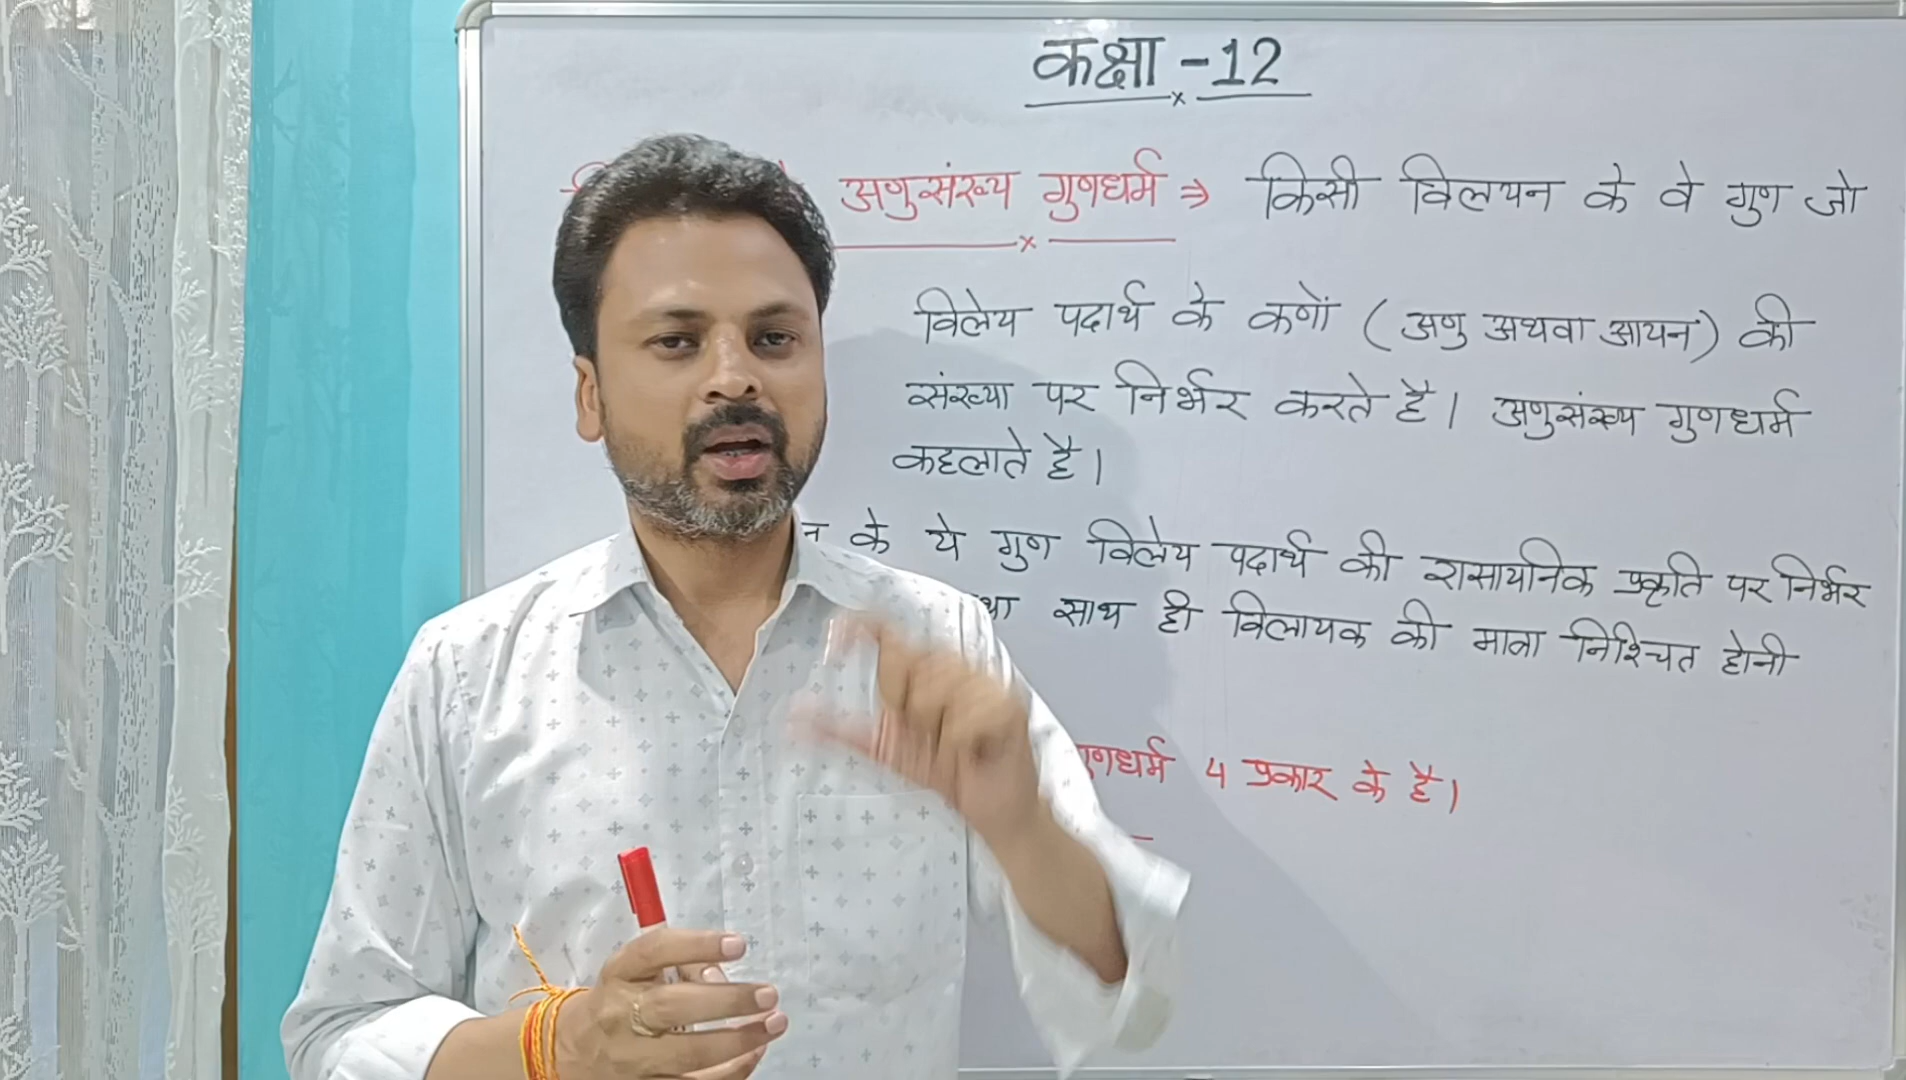 कक्षा - 12
अणुसंख्य गुणधर्म ⇒ किसी विलयन के वे गुण जो
विलेय पदार्थ के कणों (अणु अथवा आयन) की
संख्या पर निर्भर करते है। अणुसंख्य गुणधर्म
कहलाते है।
के ये गुण विलेय पदार्थ की रासायनिक प्रकृति पर निर्भर
साथ ही विलायक की मात्रा निश्चित होनी
4 प्रकार के है।